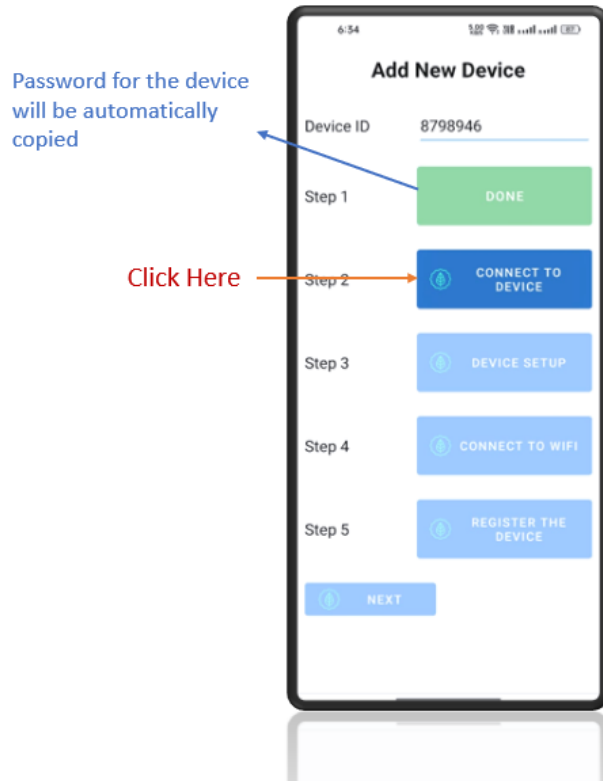 6:34
5.00
Add New Device
Password for the device
will be automatically
copied
Device ID 8798946
Step 1 DONE
Click Here
Step 2 CONNECT TO
DEVICE
Step 3 DEVICE SETUP
Step 4 CONNECT TO WIFI
Step 5 REGISTER THE
DEVICE
NEXT